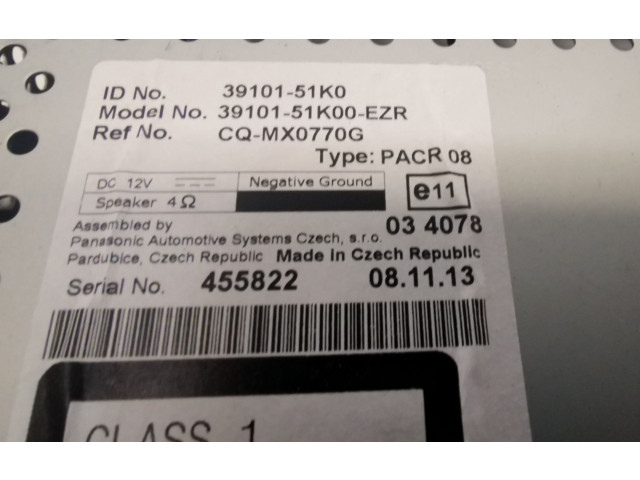 ID No. 39101-51K0
Model No. 39101-51K00-EZR
Ref No. CQ-MX0770G
Type: PACR 08
DC 12V Negative Ground
Speaker 4Ω
e11
Assembled by 03 4078
Panasonic Automotive Systems Czech, s.r.o.
Pardubice, Czech Republic Made in Czech Republic
Serial No. 455822 08.11.13
CLASS 1